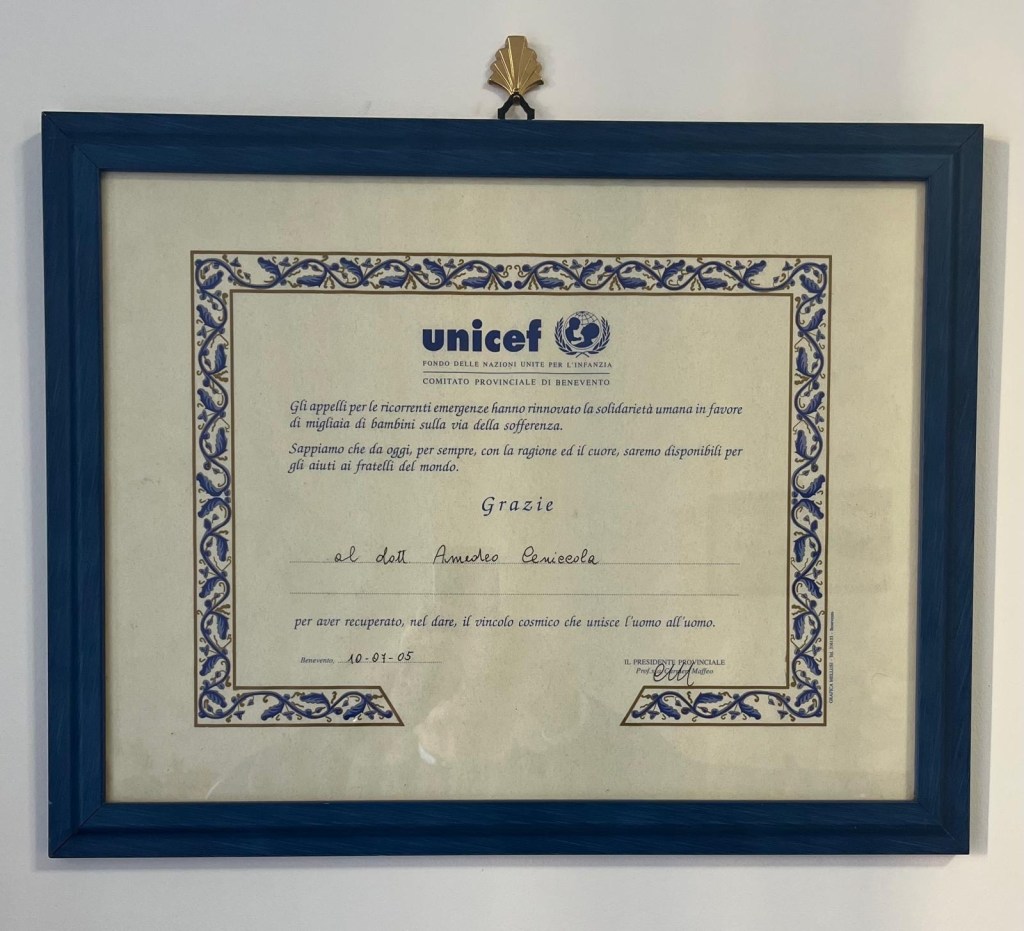 unicef
FONDO DELLE NAZIONI UNITE PER L'INFANZIA
COMITATO PROVINCIALE DI BENEVENTO
Gli appelli per le ricorrenti emergenze hanno rinnovato la solidarietà umana in favore
di migliaia di bambini sulla via della sofferenza.
Sappiamo che da oggi, per sempre, con la ragione ed il cuore, saremo disponibili per
gli aiuti ai fratelli del mondo.
Grazie
al dott Amedeo Ceniccola
per aver recuperato, nel dare, il vincolo cosmico che unisce l'uomo all'uomo.
Benevento, 10-01-05
IL PRESIDENTE PROVINCIALE
Maffeo